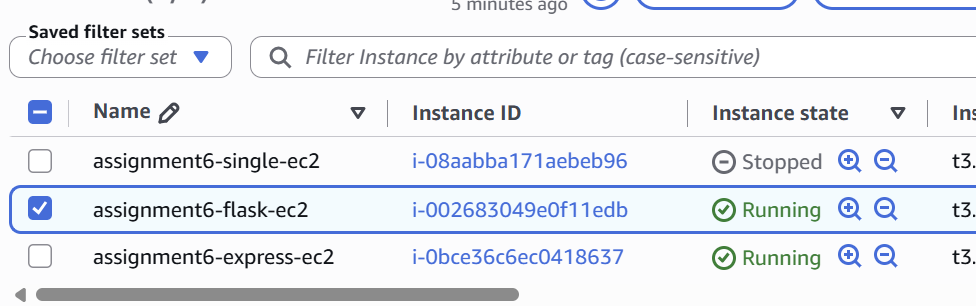 5 minutes ago
Saved filter sets
Choose filter set
Filter Instance by attribute or tag (case-sensitive)
Name Instance ID Instance state Ins
assignment6-single-ec2 i-08aabba171aebeb96 Stopped t3.
assignment6-flask-ec2 i-002683049e0f11edb Running t3.
assignment6-express-ec2 i-0bce36c6ec0418637 Running t3.